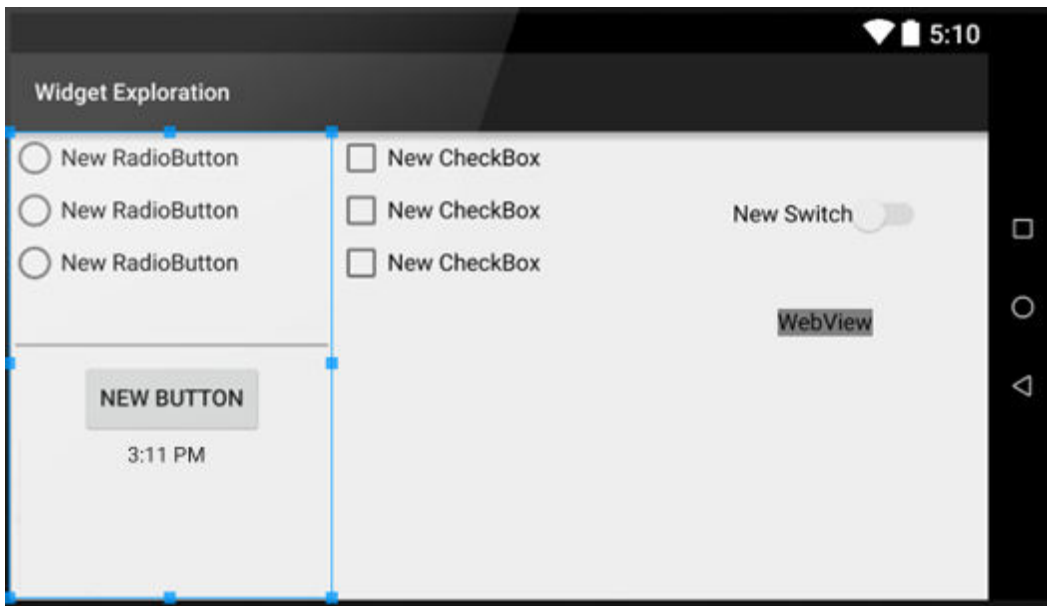 5:10
Widget Exploration
New RadioButton
New RadioButton
New RadioButton
NEW BUTTON
3:11 PM
New CheckBox
New CheckBox
New CheckBox
New Switch
WebView